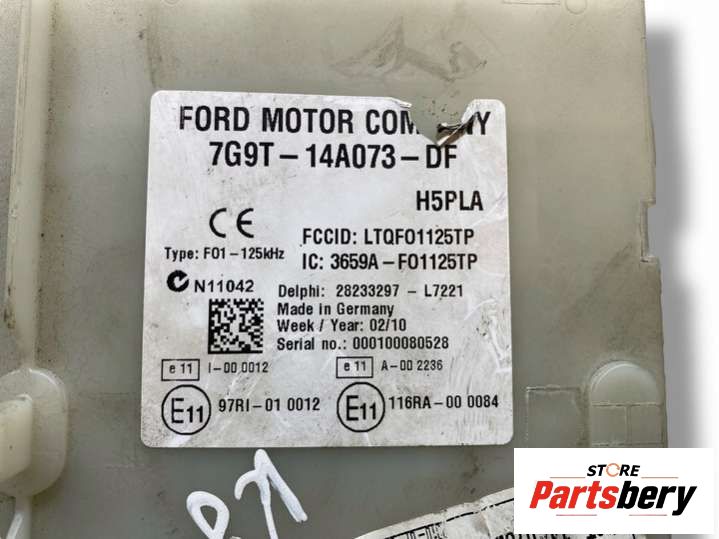 FORD MOTOR COMPANY
7G9T-14A073-DF
H5PLA
CE
FCCID: LTQFO1125TP
Type: FO1-125kHz
IC: 3659A-FO1125TP
N11042
Delphi: 28233297-L7221
Made in Germany
Week / Year: 02/10
Serial no.: 000100080528
e 11 I-00 0012
e 11 A-00 2236
E11 97RI-01 0012
E11 116RA-00 0084
STORE
Partsbery